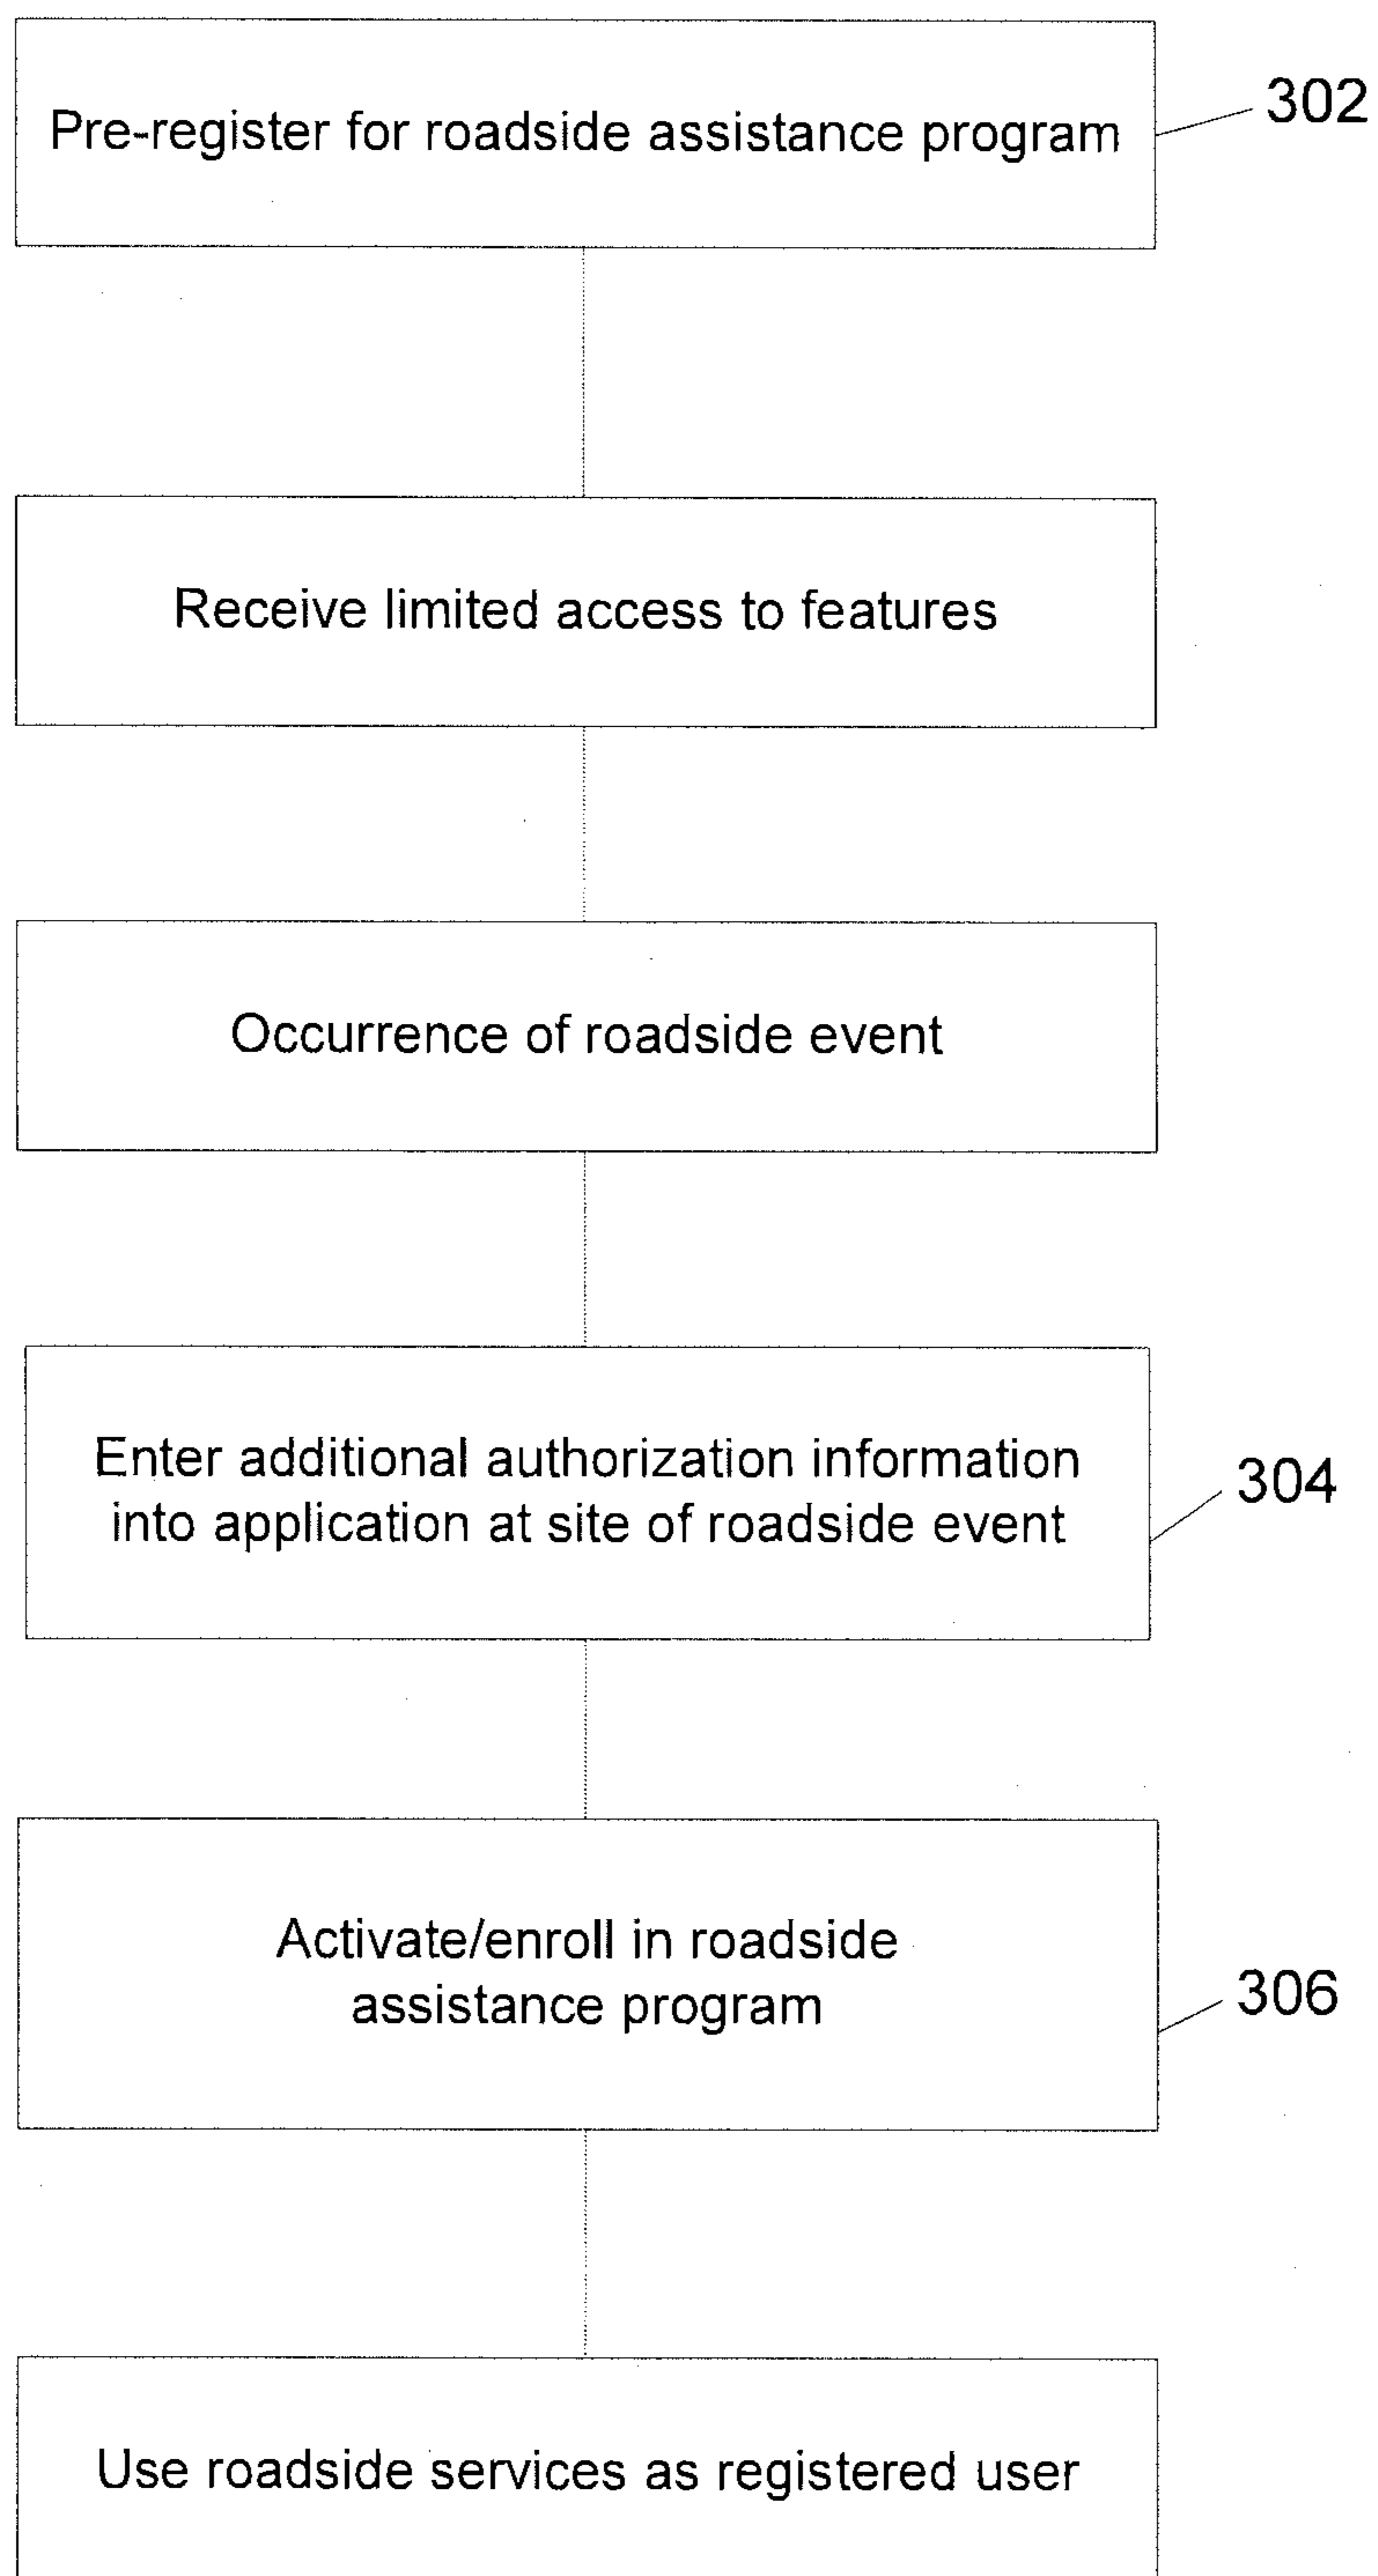 Pre-register for roadside assistance program
302
Receive limited access to features
Occurrence of roadside event
Enter additional authorization information
into application at site of roadside event
304
Activate/enroll in roadside
assistance program
306
Use roadside services as registered user